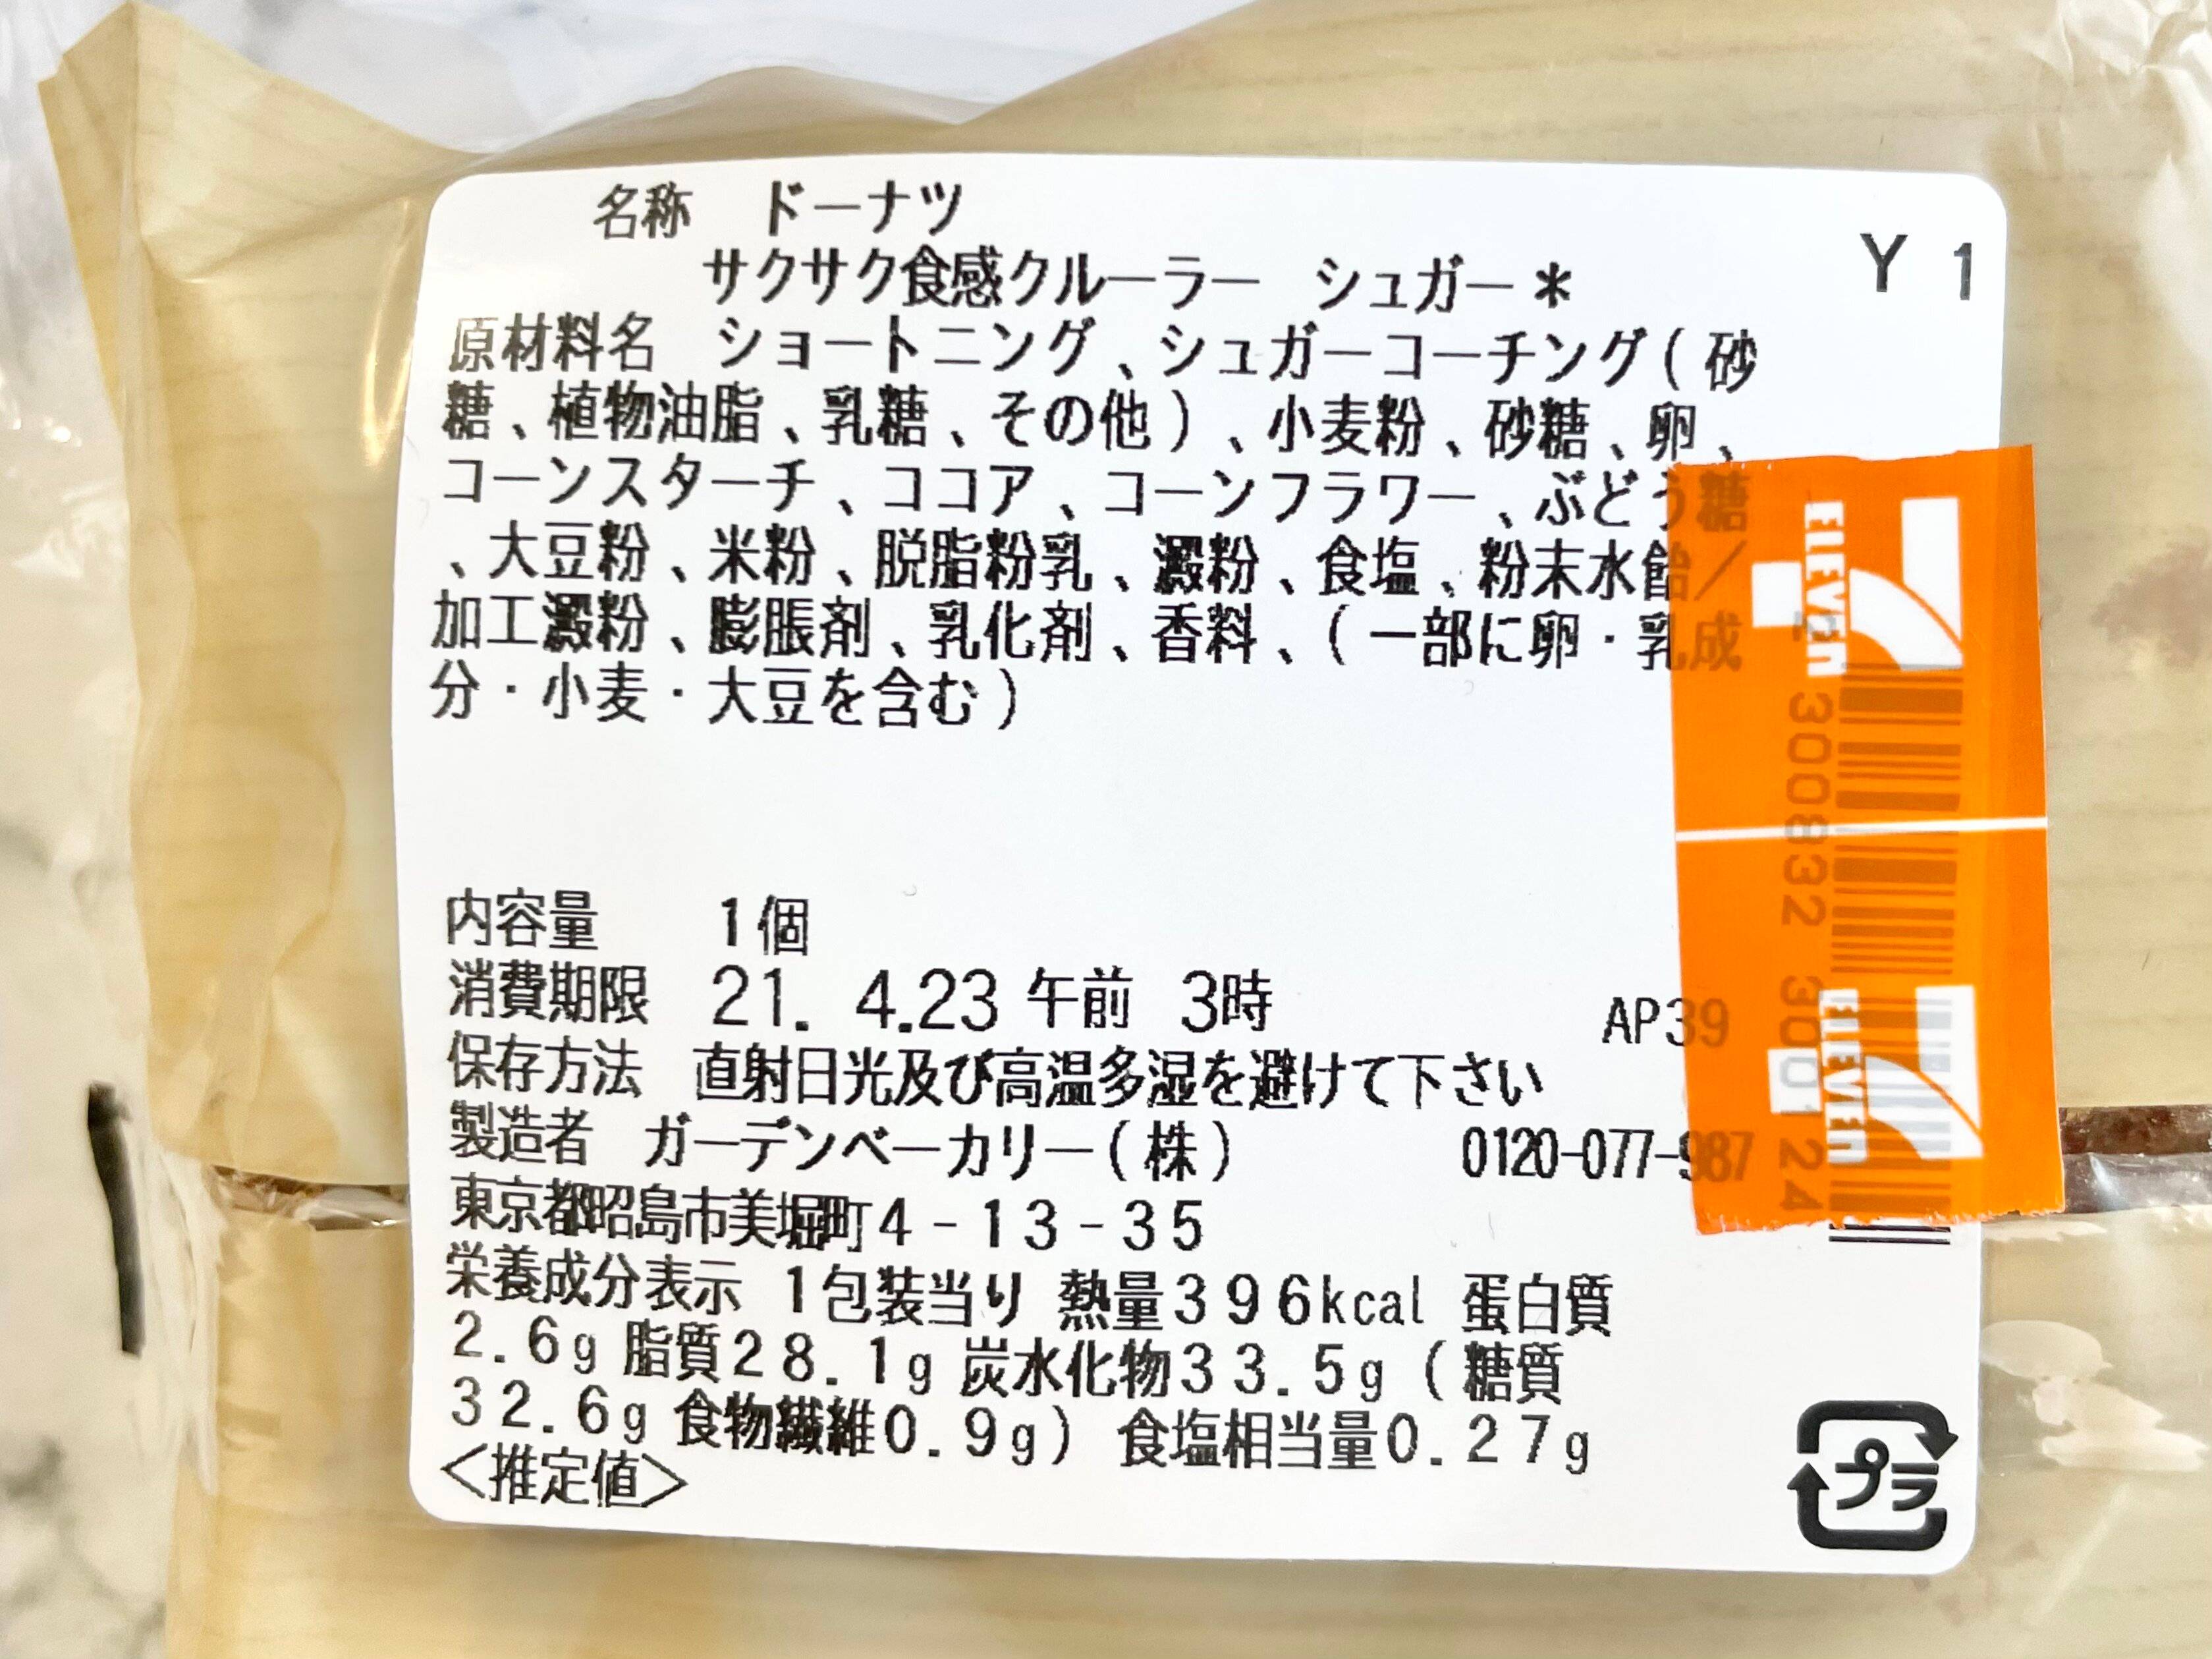 名称 ドーナツ
サクサク食感クルーラー シュガー＊
Y 1
原材料名 ショートニング、シュガーコーチング(砂
糖、植物油脂、乳糖、その他)、小麦粉、砂糖、卵、
コーンスターチ、ココア、コーンフラワー、ぶどう糖
、大豆粉、米粉、脱脂粉乳、澱粉、食塩、粉末水飴／
加工澱粉、膨脹剤、乳化剤、香料、(一部に卵・乳成
分・小麦・大豆を含む)
ELEVEN
ELEVEN
内容量 1個
消費期限 21. 4.23 午前 3時
AP39
保存方法 直射日光及び高温多湿を避けて下さい
製造者 ガーデンベーカリー(株)
0120-077-987
東京都昭島市美堀町4-13-35
栄養成分表示 1包装当り 熱量396kcal 蛋白質
2.6g 脂質28.1g 炭水化物33.5g (糖質
32.6g 食物繊維0.9g) 食塩相当量0.27g
<推定値>
プラ